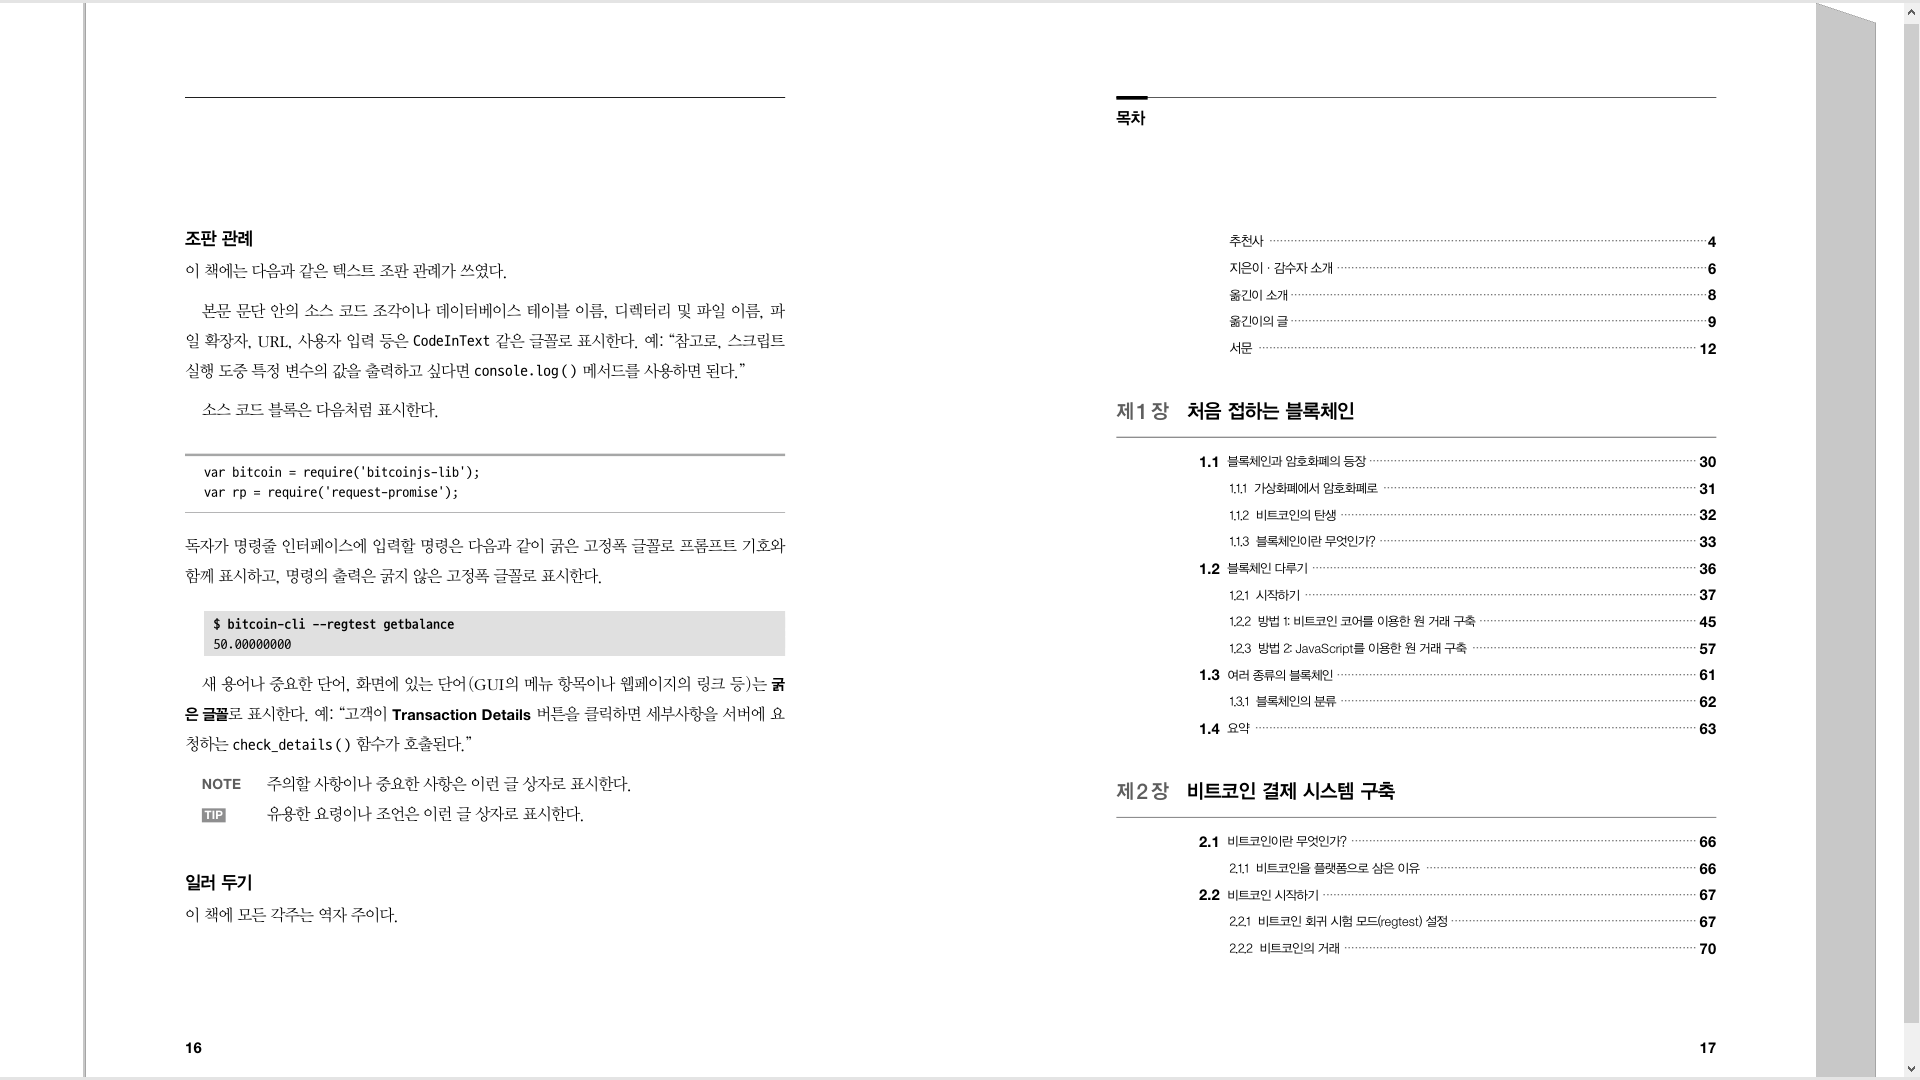 조판 관례
이 책에는 다음과 같은 텍스트 조판 관례가 쓰였다.
본문 문단 안의 소스 코드 조각이나 데이터베이스 테이블 이름, 디렉터리 및 파일 이름, 파
일 확장자, URL, 사용자 입력 등은 CodeInText 같은 글꼴로 표시한다. 예: “참고로, 스크립트
실행 도중 특정 변수의 값을 출력하고 싶다면 console.log() 메서드를 사용하면 된다.”
소스 코드 블록은 다음처럼 표시한다.
var bitcoin = require('bitcoinjs-lib');
var rp = require('request-promise');
독자가 명령줄 인터페이스에 입력할 명령은 다음과 같이 굵은 고정폭 글꼴로 프롬프트 기호와
함께 표시하고, 명령의 출력은 굵지 않은 고정폭 글꼴로 표시한다.
$ bitcoin-cli --regtest getbalance
50.00000000
새 용어나 중요한 단어, 화면에 있는 단어(GUI의 메뉴 항목이나 웹페이지의 링크 등)는 굵
은 글꼴로 표시한다. 예: “고객이 Transaction Details 버튼을 클릭하면 세부사항을 서버에 요
청하는 check_details() 함수가 호출된다.”
NOTE 주의할 사항이나 중요한 사항은 이런 글 상자로 표시한다.
TIP 유용한 요령이나 조언은 이런 글 상자로 표시한다.
일러 두기
이 책에 모든 각주는 역자 주이다.
16
목차
추천사 4
지은이 · 감수자 소개 6
옮긴이 소개 8
옮긴이의 글 9
서문 12
제1장 처음 접하는 블록체인
1.1 블록체인과 암호화폐의 등장 30
1.1.1 가상화폐에서 암호화폐로 31
1.1.2 비트코인의 탄생 32
1.1.3 블록체인이란 무엇인가? 33
1.2 블록체인 다루기 36
1.2.1 시작하기 37
1.2.2 방법 1: 비트코인 코어를 이용한 원 거래 구축 45
1.2.3 방법 2: JavaScript를 이용한 원 거래 구축 57
1.3 여러 종류의 블록체인 61
1.3.1 블록체인의 분류 62
1.4 요약 63
제2장 비트코인 결제 시스템 구축
2.1 비트코인이란 무엇인가? 66
2.1.1 비트코인을 플랫폼으로 삼은 이유 66
2.2 비트코인 시작하기 67
2.2.1 비트코인 회귀 시험 모드(regtest) 설정 67
2.2.2 비트코인의 거래 70
17